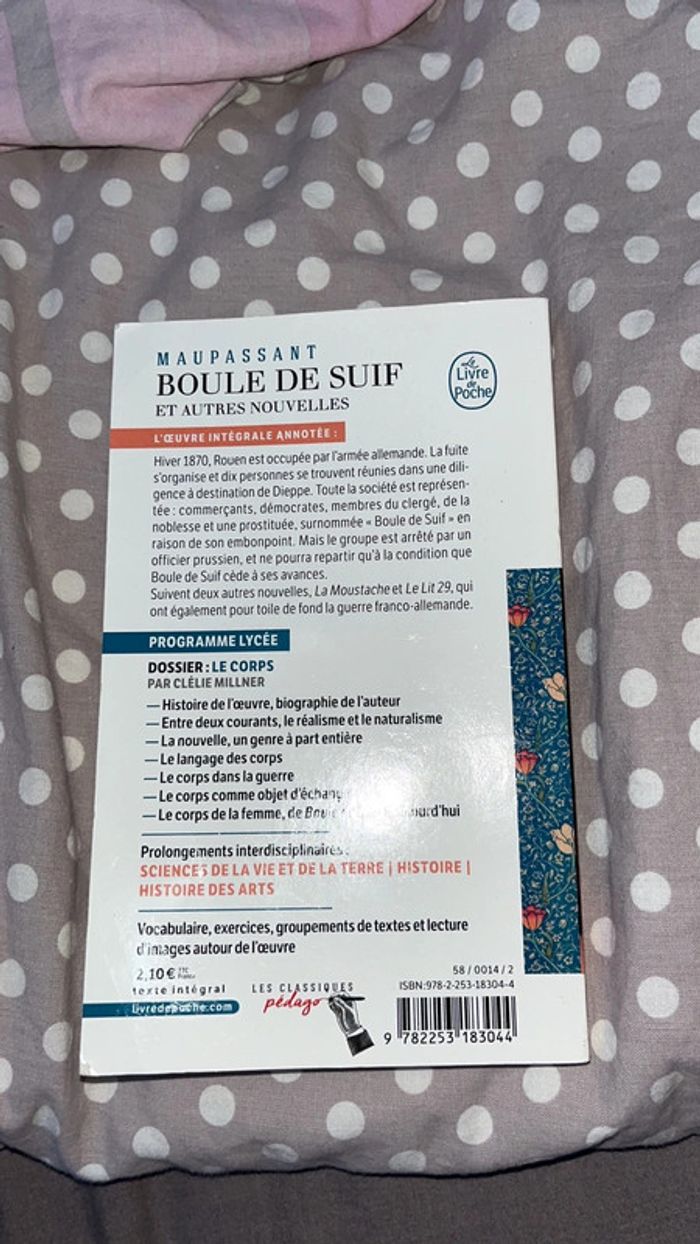 MAUPASSANT
BOULE DE SUIF
ET AUTRES NOUVELLES
Le
Livre
de
Poche
L'ŒUVRE INTÉGRALE ANNOTÉE :
Hiver 1870, Rouen est occupée par l'armée allemande. La fuite
s'organise et dix personnes se trouvent réunies dans une dili-
gence à destination de Dieppe. Toute la société est représen-
tée : commerçants, démocrates, membres du clergé, de la
noblesse et une prostituée, surnommée « Boule de Suif » en
raison de son embonpoint. Mais le groupe est arrêté par un
officier prussien, et ne pourra repartir qu'à la condition que
Boule de Suif cède à ses avances.
Suivent deux autres nouvelles, La Moustache et Le Lit 29, qui
ont également pour toile de fond la guerre franco-allemande.
PROGRAMME LYCÉE
DOSSIER : LE CORPS
PAR CLÉLIE MILLNER
— Histoire de l'œuvre, biographie de l'auteur
— Entre deux courants, le réalisme et le naturalisme
— La nouvelle, un genre à part entière
— Le langage des corps
— Le corps dans la guerre
— Le corps comme objet d'échange
— Le corps de la femme, de Boule aujourd'hui
Prolongements interdisciplinaires :
SCIENCES DE LA VIE ET DE LA TERRE | HISTOIRE |
HISTOIRE DES ARTS
Vocabulaire, exercices, groupements de textes et lecture
d'images autour de l'œuvre
2,10 € TTC France
texte intégral
livredepoche.com
LES CLASSIQUES
pédago
58 / 0014 / 2
ISBN: 978-2-253-18304-4
9 782253 183044